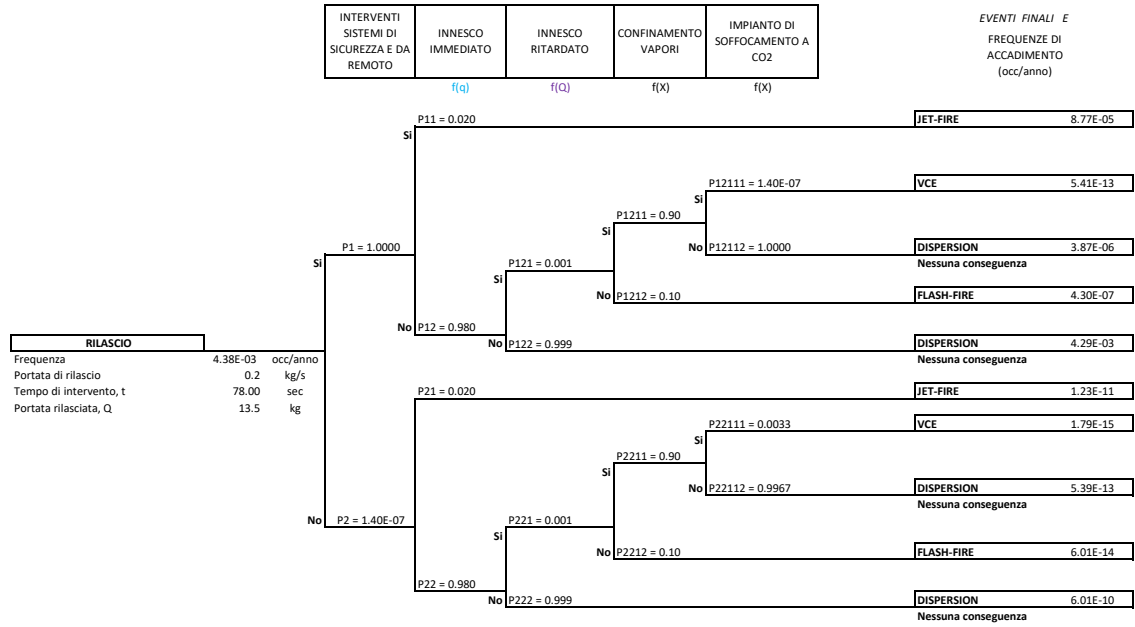 INTERVENTI
SISTEMI DI
SICUREZZA E DA
REMOTO
INNESCO
IMMEDIATO
INNESCO
RITARDATO
CONFINAMENTO
VAPORI
IMPIANTO DI
SOFFOCAMENTO A
CO2
EVENTI FINALI E
FREQUENZE DI
ACCADIMENTO
(occ/anno)
f(q)
f(Q)
f(X)
f(X)
P11 = 0.020
JET-FIRE 8.77E-05
Si
P12111 = 1.40E-07
VCE 5.41E-13
Si
P1211 = 0.90
Si
P1 = 1.0000
No P12112 = 1.0000
DISPERSION 3.87E-06
Nessuna conseguenza
Si
P121 = 0.001
Si
No P1212 = 0.10
FLASH-FIRE 4.30E-07
No P12 = 0.980
No P122 = 0.999
DISPERSION 4.29E-03
Nessuna conseguenza
RILASCIO
Frequenza 4.38E-03 occ/anno
Portata di rilascio 0.2 kg/s
Tempo di intervento, t 78.00 sec
Portata rilasciata, Q 13.5 kg
P21 = 0.020
JET-FIRE 1.23E-11
P22111 = 0.0033
VCE 1.79E-15
Si
P2211 = 0.90
Si
No P22112 = 0.9967
DISPERSION 5.39E-13
Nessuna conseguenza
No P2 = 1.40E-07
P221 = 0.001
Si
No P2212 = 0.10
FLASH-FIRE 6.01E-14
P22 = 0.980
No P222 = 0.999
DISPERSION 6.01E-10
Nessuna conseguenza